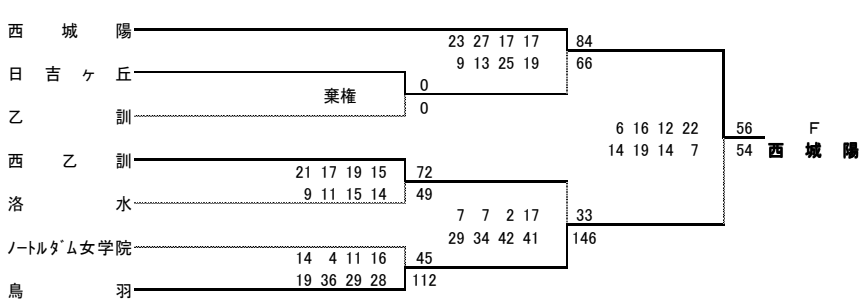 西城陽
23 27 17 17 84
9 13 25 19 66
日吉ヶ丘
棄権 0
0
乙訓
6 16 12 22 56 F
14 19 14 7 54 西城陽
西乙訓
21 17 19 15 72
9 11 15 14 49
洛水
7 7 2 17 33
29 34 42 41 146
ノートルダム女学院
14 4 11 16 45
19 36 29 28 112
鳥羽